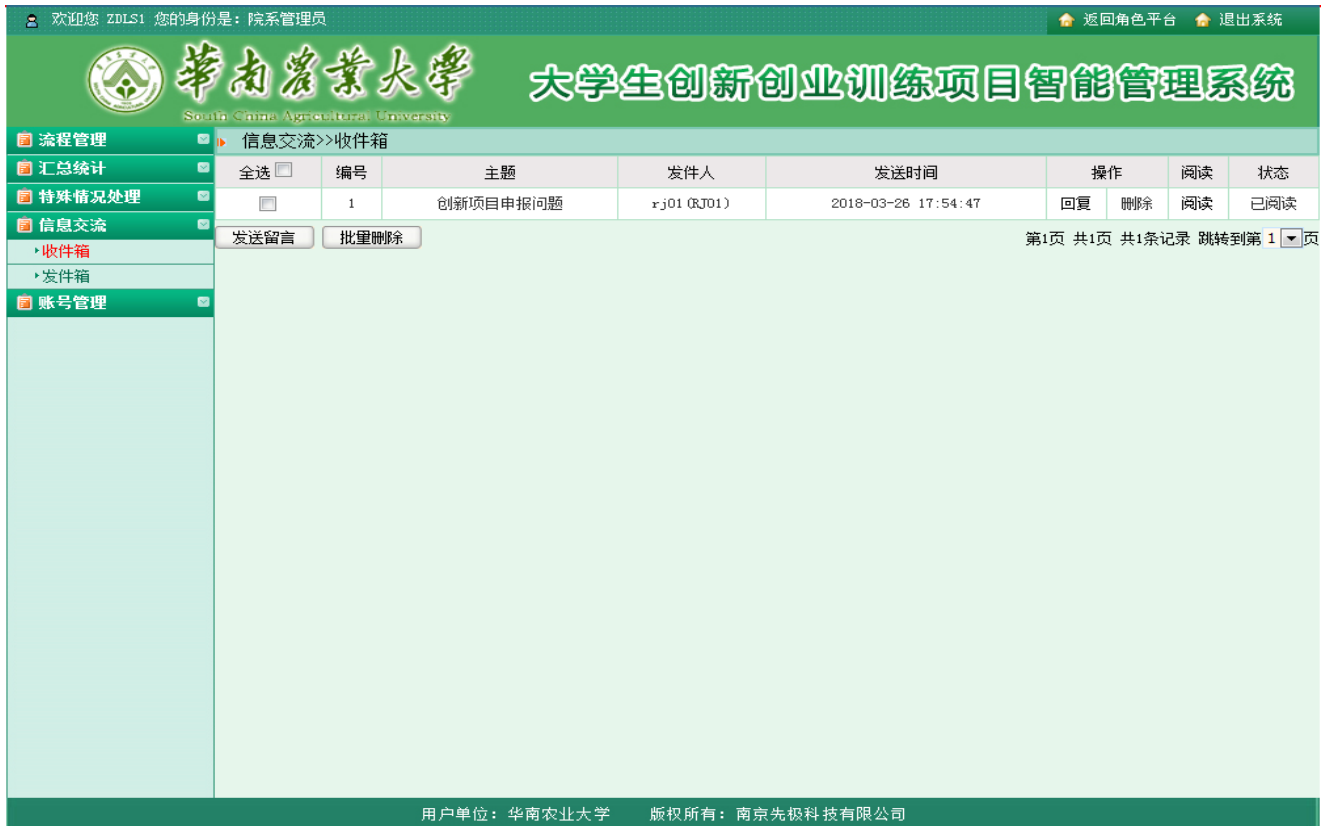 欢迎您 ZDLS1 您的身份是：院系管理员 返回角色平台 退出系统
華南農業大學 大学生创新创业训练项目智能管理系统
South China Agricultural University
流程管理
汇总统计
特殊情况处理
信息交流
收件箱
发件箱
账号管理
信息交流>>收件箱
全选 编号 主题 发件人 发送时间 操作 阅读 状态
1 创新项目申报问题 rj01(RJ01) 2018-03-26 17:54:47 回复 删除 阅读 已阅读
发送留言 批量删除 第1页 共1页 共1条记录 跳转到第 1 页
用户单位：华南农业大学 版权所有：南京先极科技有限公司